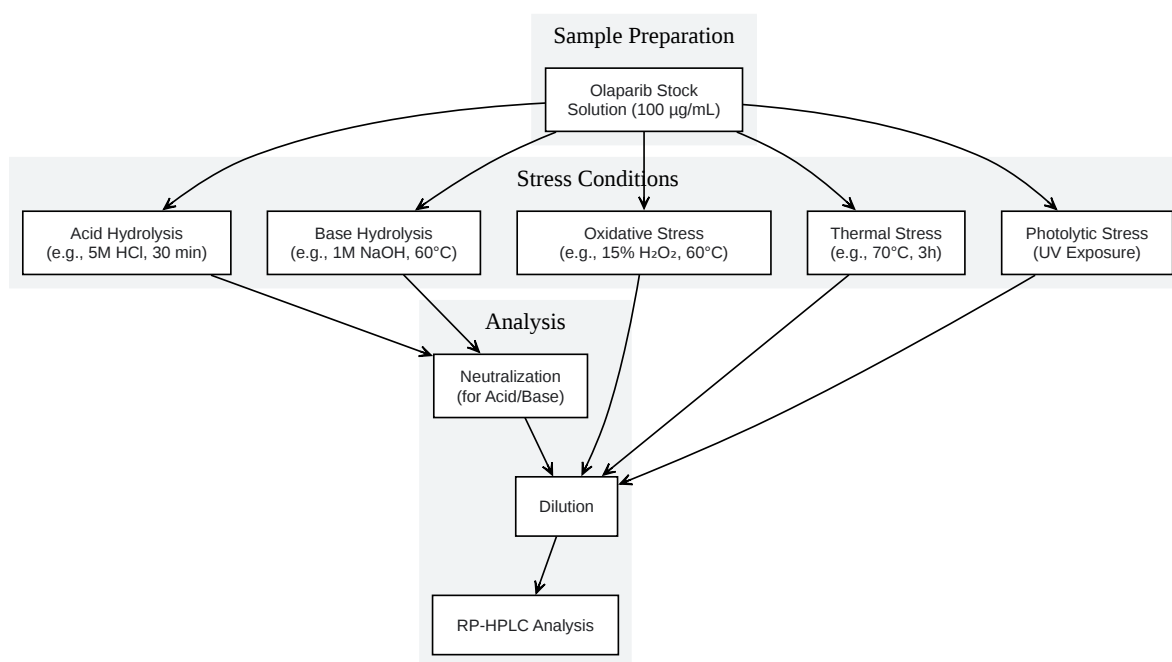 Sample Preparation
Olaparib Stock
Solution (100 µg/mL)
Stress Conditions
Acid Hydrolysis
(e.g., 5M HCl, 30 min)
Base Hydrolysis
(e.g., 1M NaOH, 60°C)
Oxidative Stress
(e.g., 15% H₂O₂, 60°C)
Thermal Stress
(e.g., 70°C, 3h)
Photolytic Stress
(UV Exposure)
Analysis
Neutralization
(for Acid/Base)
Dilution
RP-HPLC Analysis